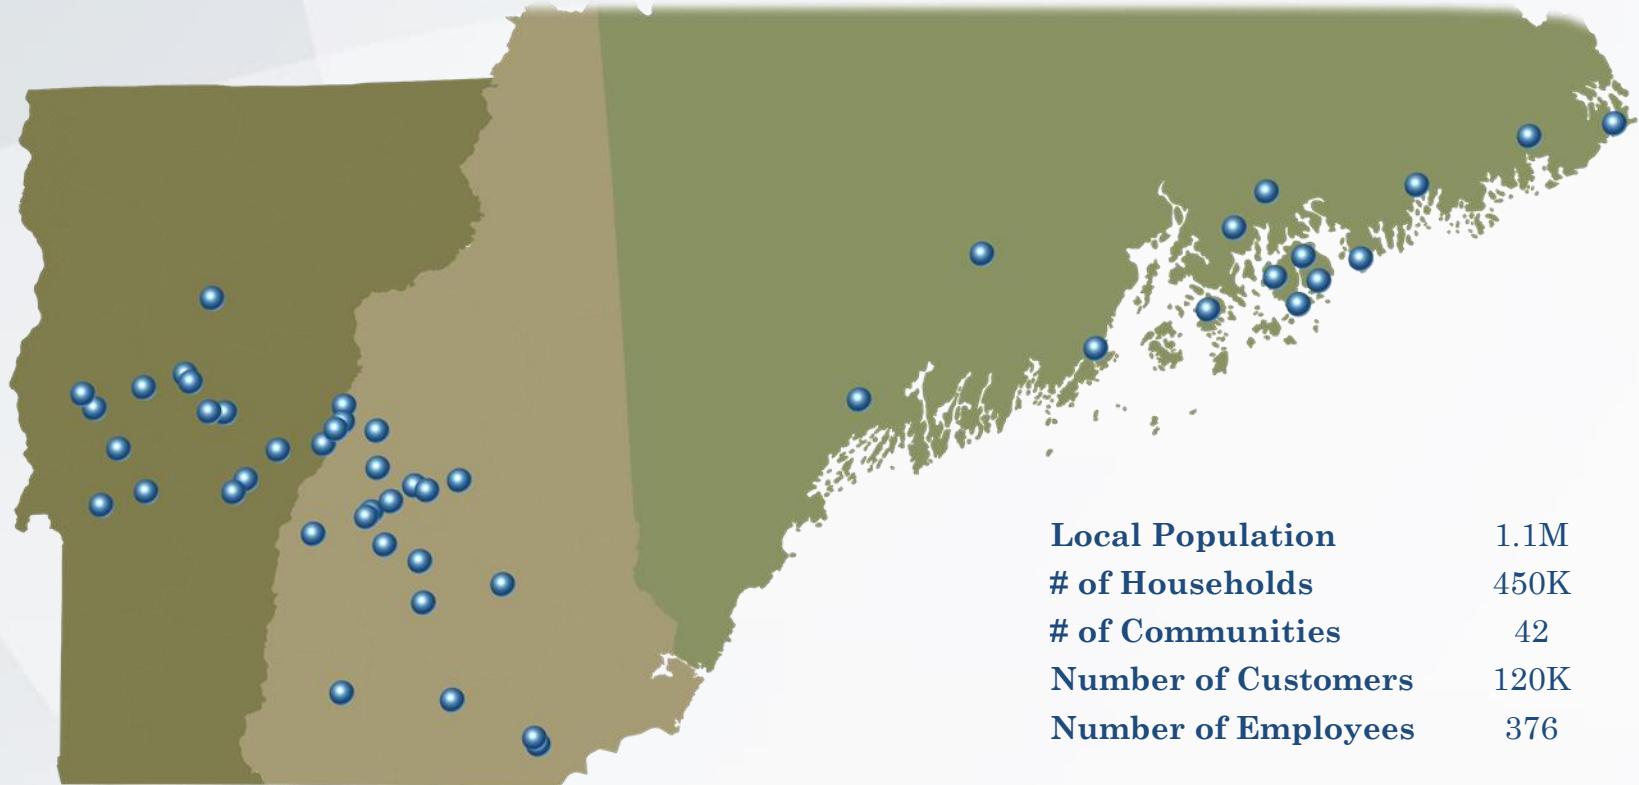 Local Population 1.1M
# of Households 450K
# of Communities 42
Number of Customers 120K
Number of Employees 376